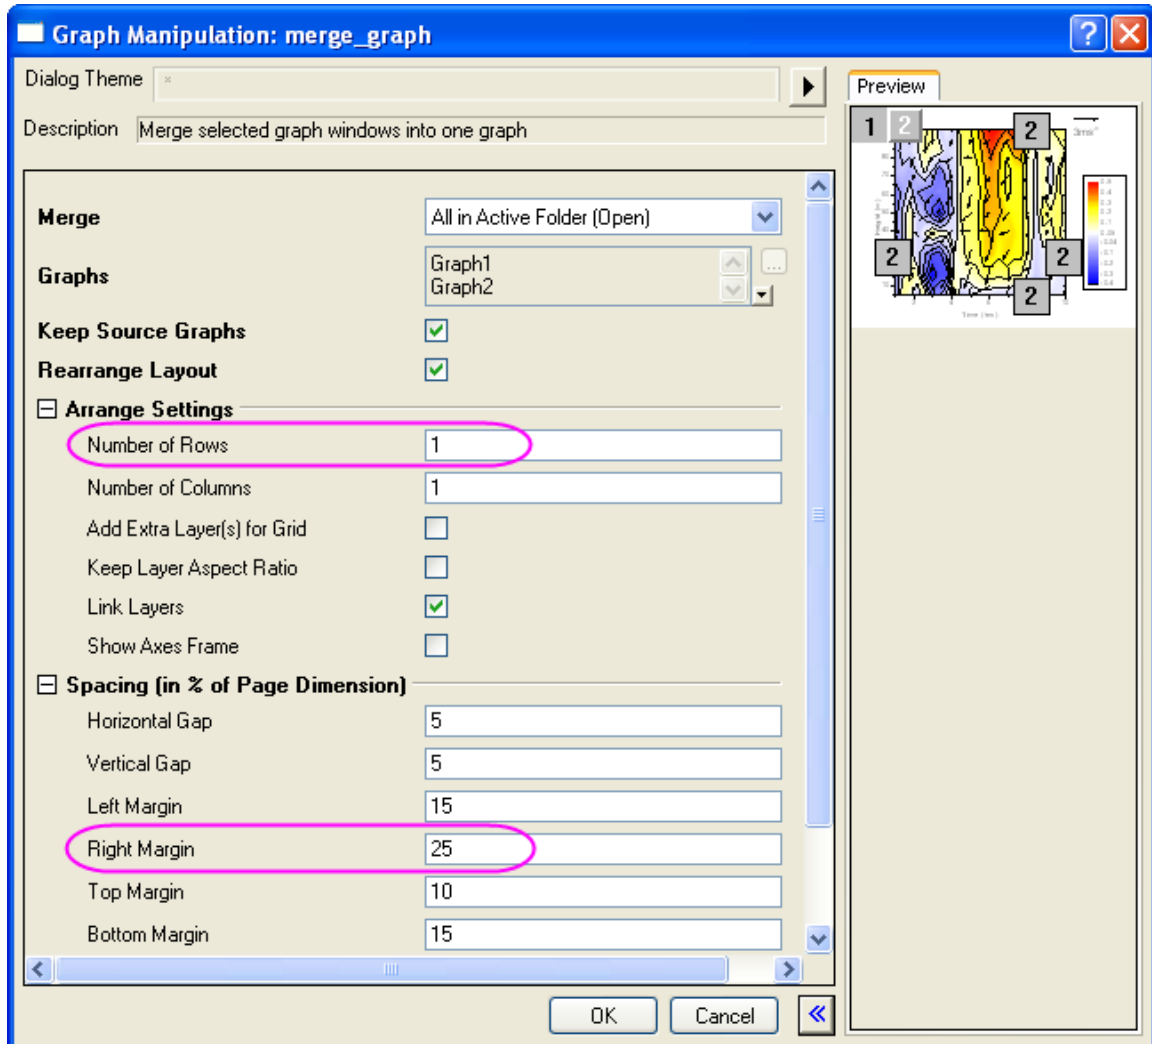 Graph Manipulation: merge_graph
Dialog Theme
Description Merge selected graph windows into one graph
Merge All in Active Folder (Open)
Graphs Graph1
Graph2
Keep Source Graphs
Rearrange Layout
Arrange Settings
Number of Rows 1
Number of Columns 1
Add Extra Layer(s) for Grid
Keep Layer Aspect Ratio
Link Layers
Show Axes Frame
Spacing (in % of Page Dimension)
Horizontal Gap 5
Vertical Gap 5
Left Margin 15
Right Margin 25
Top Margin 10
Bottom Margin 15
OK Cancel
Preview
1 2 2
2 2
2